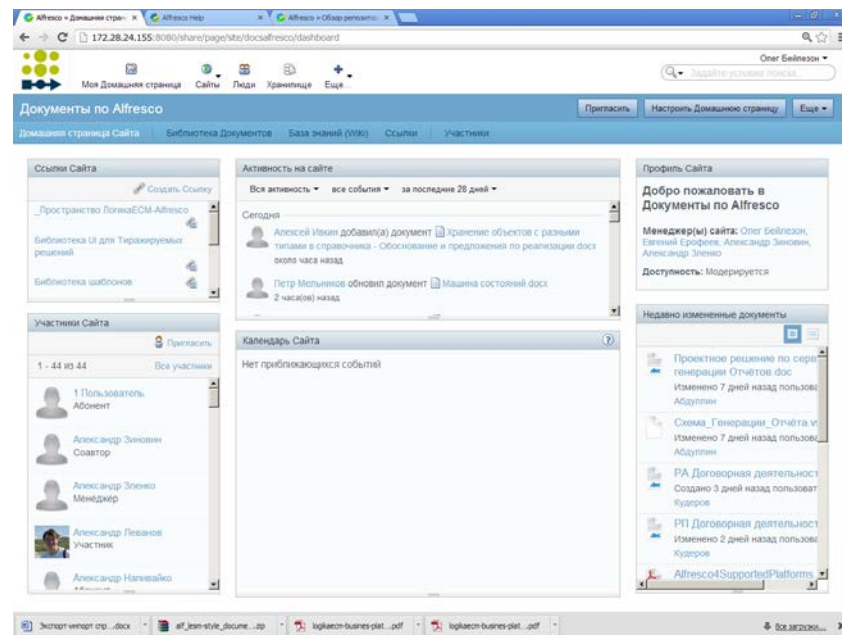 Alfresco » Домашняя стран
Alfresco Help
Alfresco » Обзор репозито
172.28.24.155:8080/share/page/site/docsalfresco/dashboard
Олег Бейлезон
Моя Домашняя страница
Сайты
Люди
Хранилище
Еще...
Задайте условия поиска...
Документы по Alfresco
Пригласить
Настроить Домашнюю страницу
Еще
Домашняя страница Сайта
Библиотека Документов
База знаний (Wiki)
Ссылки
Участники
Ссылки Сайта
Создать Ссылку
_Пространство ЛогикаECM-Alfresco
Библиотека UI для Тиражируемых
решений
Библиотека шаблонов
Участники Сайта
Пригласить
1 - 44 из 44
Все участники
1 Пользователь
Абонент
Александр Зиновин
Соавтор
Александр Зленко
Менеджер
Александр Леванов
Участник
Александр Наливайко
Активность на сайте
Вся активность
все события
за последние 28 дней
Сегодня
Алексей Ивкин добавил(а) документ Хранение объектов с разными
типами в справочника - Обоснование и предложения по реализации.docx
около часа назад
Петр Мельников обновил документ Машина состояний.docx
2 часа(ов) назад
Календарь Сайта
Нет приближающихся событий
Профиль Сайта
Добро пожаловать в
Документы по Alfresco
Менеджер(ы) сайта: Олег Бейлезон,
Евгений Ерофеев, Александр Зиновин,
Александр Зленко
Доступность: Модерируется
Недавно измененные документы
Проектное решение по серв
генерации Отчётов.doc
Изменено 7 дней назад пользова
Абдуллин
Схема_Генерации_Отчёта.vs
Изменено 7 дней назад пользова
Абдуллин
РА Договорная деятельност
Создано 3 дней назад пользоват
Кудеров
РП Договорная деятельност
Изменено 2 дней назад пользова
Кудеров
Alfresco4SupportedPlatforms
Экспорт-импорт спр...docx
alf_lesm-style_docume...zip
logikaecm-busines-plat...pdf
logikaecm-busines-plat...pdf
Все загрузки...